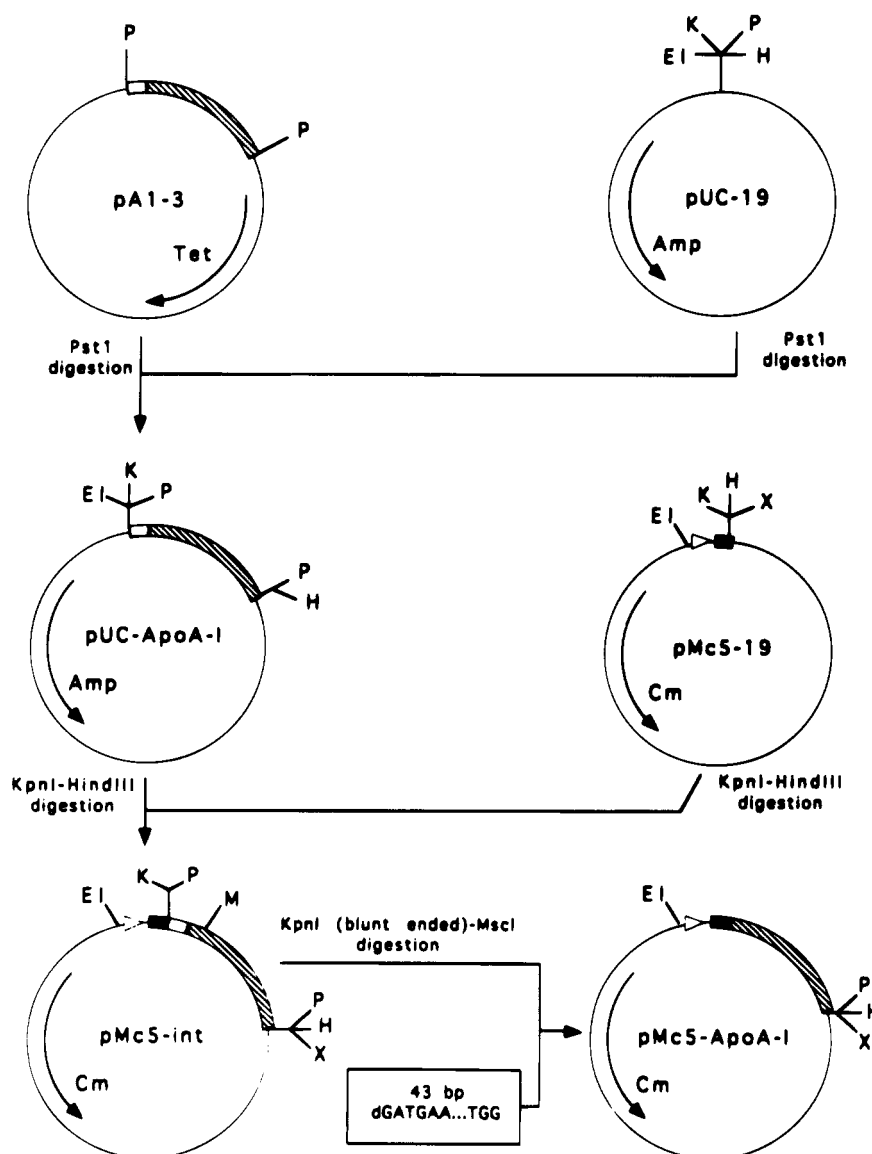 P
K P
EI H
P
pA1-3
pUC-19
Tet
Amp
Pst1
digestion
Pst1
digestion
K
EI P
H
K X
EI
P
H
pUC-ApoA-I
pMc5-19
Amp
Cm
KpnI-HindIII
digestion
KpnI-HindIII
digestion
K P
EI M
KpnI (blunt ended)-MscI
digestion
EI
P
H
X
P
H
X
pMc5-int
pMc5-ApoA-I
Cm
43 bp
dGATGAA...TGG
Cm